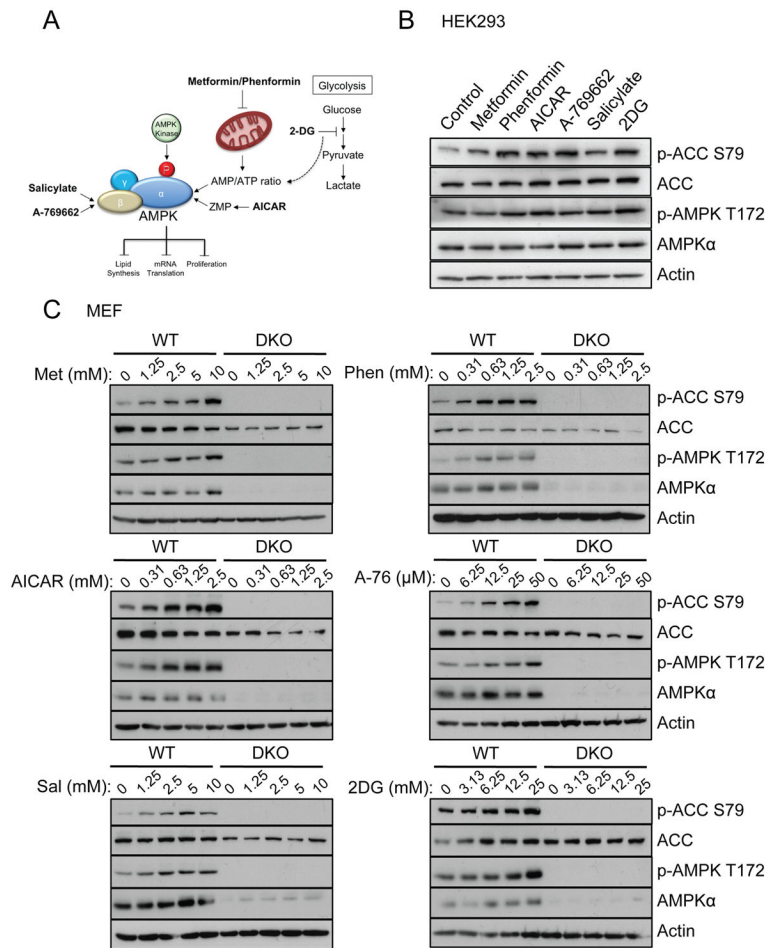 A
Metformin/Phenformin
Glycolysis
Glucose
AMPK
Kinase
2-DG
Pyruvate
P
γ
α
AMP/ATP ratio
Lactate
Salicylate
β
A-769662
AMPK
ZMP
AICAR
Lipid
Synthesis
mRNA
Translation
Proliferation
B HEK293
Control Metformin Phenformin AICAR A-769662 Salicylate 2DG
p-ACC S79
ACC
p-AMPK T172
AMPKα
Actin
C MEF
WT DKO
Met (mM): 0 1.25 2.5 5 10 0 1.25 2.5 5 10
WT DKO
Phen (mM): 0 0.31 0.63 1.25 2.5 0 0.31 0.63 1.25 2.5
p-ACC S79
ACC
p-AMPK T172
AMPKα
Actin
WT DKO
AICAR (mM): 0 0.31 0.63 1.25 2.5 0 0.31 0.63 1.25 2.5
WT DKO
A-76 (μM): 0 6.25 12.5 25 50 0 6.25 12.5 25 50
p-ACC S79
ACC
p-AMPK T172
AMPKα
Actin
WT DKO
Sal (mM): 0 1.25 2.5 5 10 0 1.25 2.5 5 10
WT DKO
2DG (mM): 0 3.13 6.25 12.5 25 0 3.13 6.25 12.5 25
p-ACC S79
ACC
p-AMPK T172
AMPKα
Actin